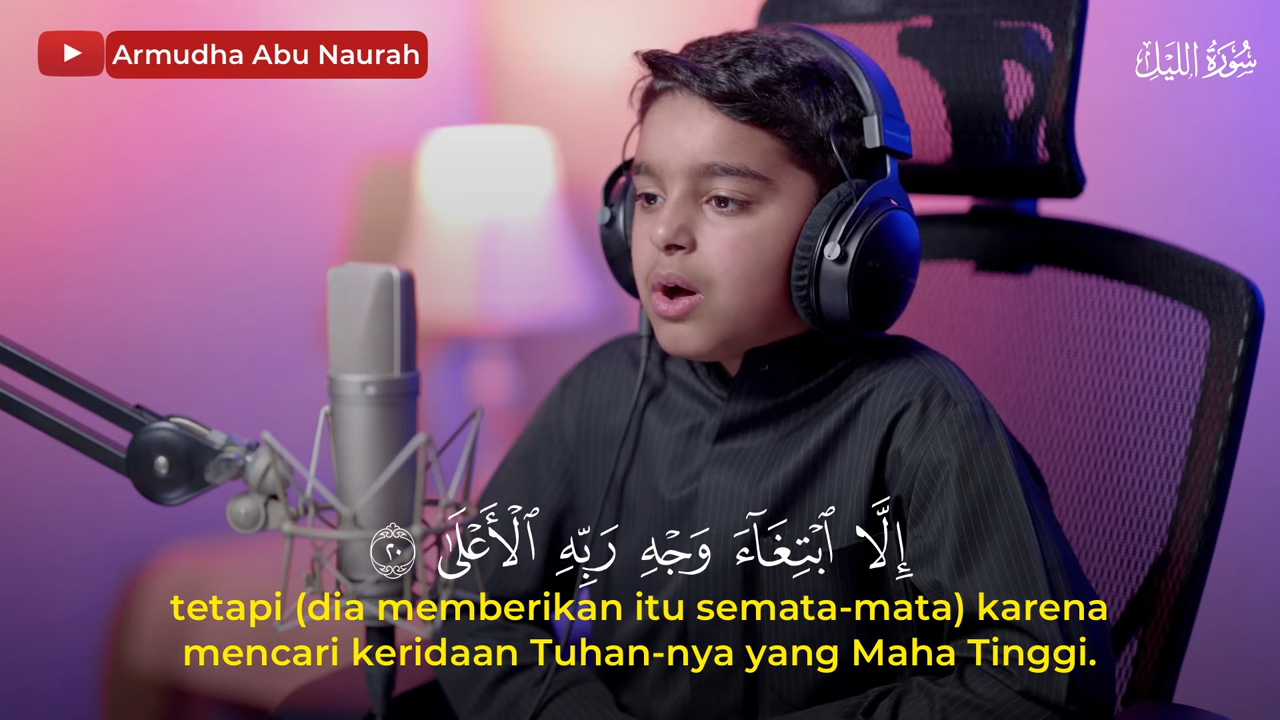 Armudha Abu Naurah
سُورَةُ اللَّيْلِ
إِلَّا ٱبْتِغَآءَ وَجْهِ رَبِّهِ ٱلْأَعْلَىٰ ٢٠
tetapi (dia memberikan itu semata-mata) karena
mencari keridaan Tuhan-nya yang Maha Tinggi.